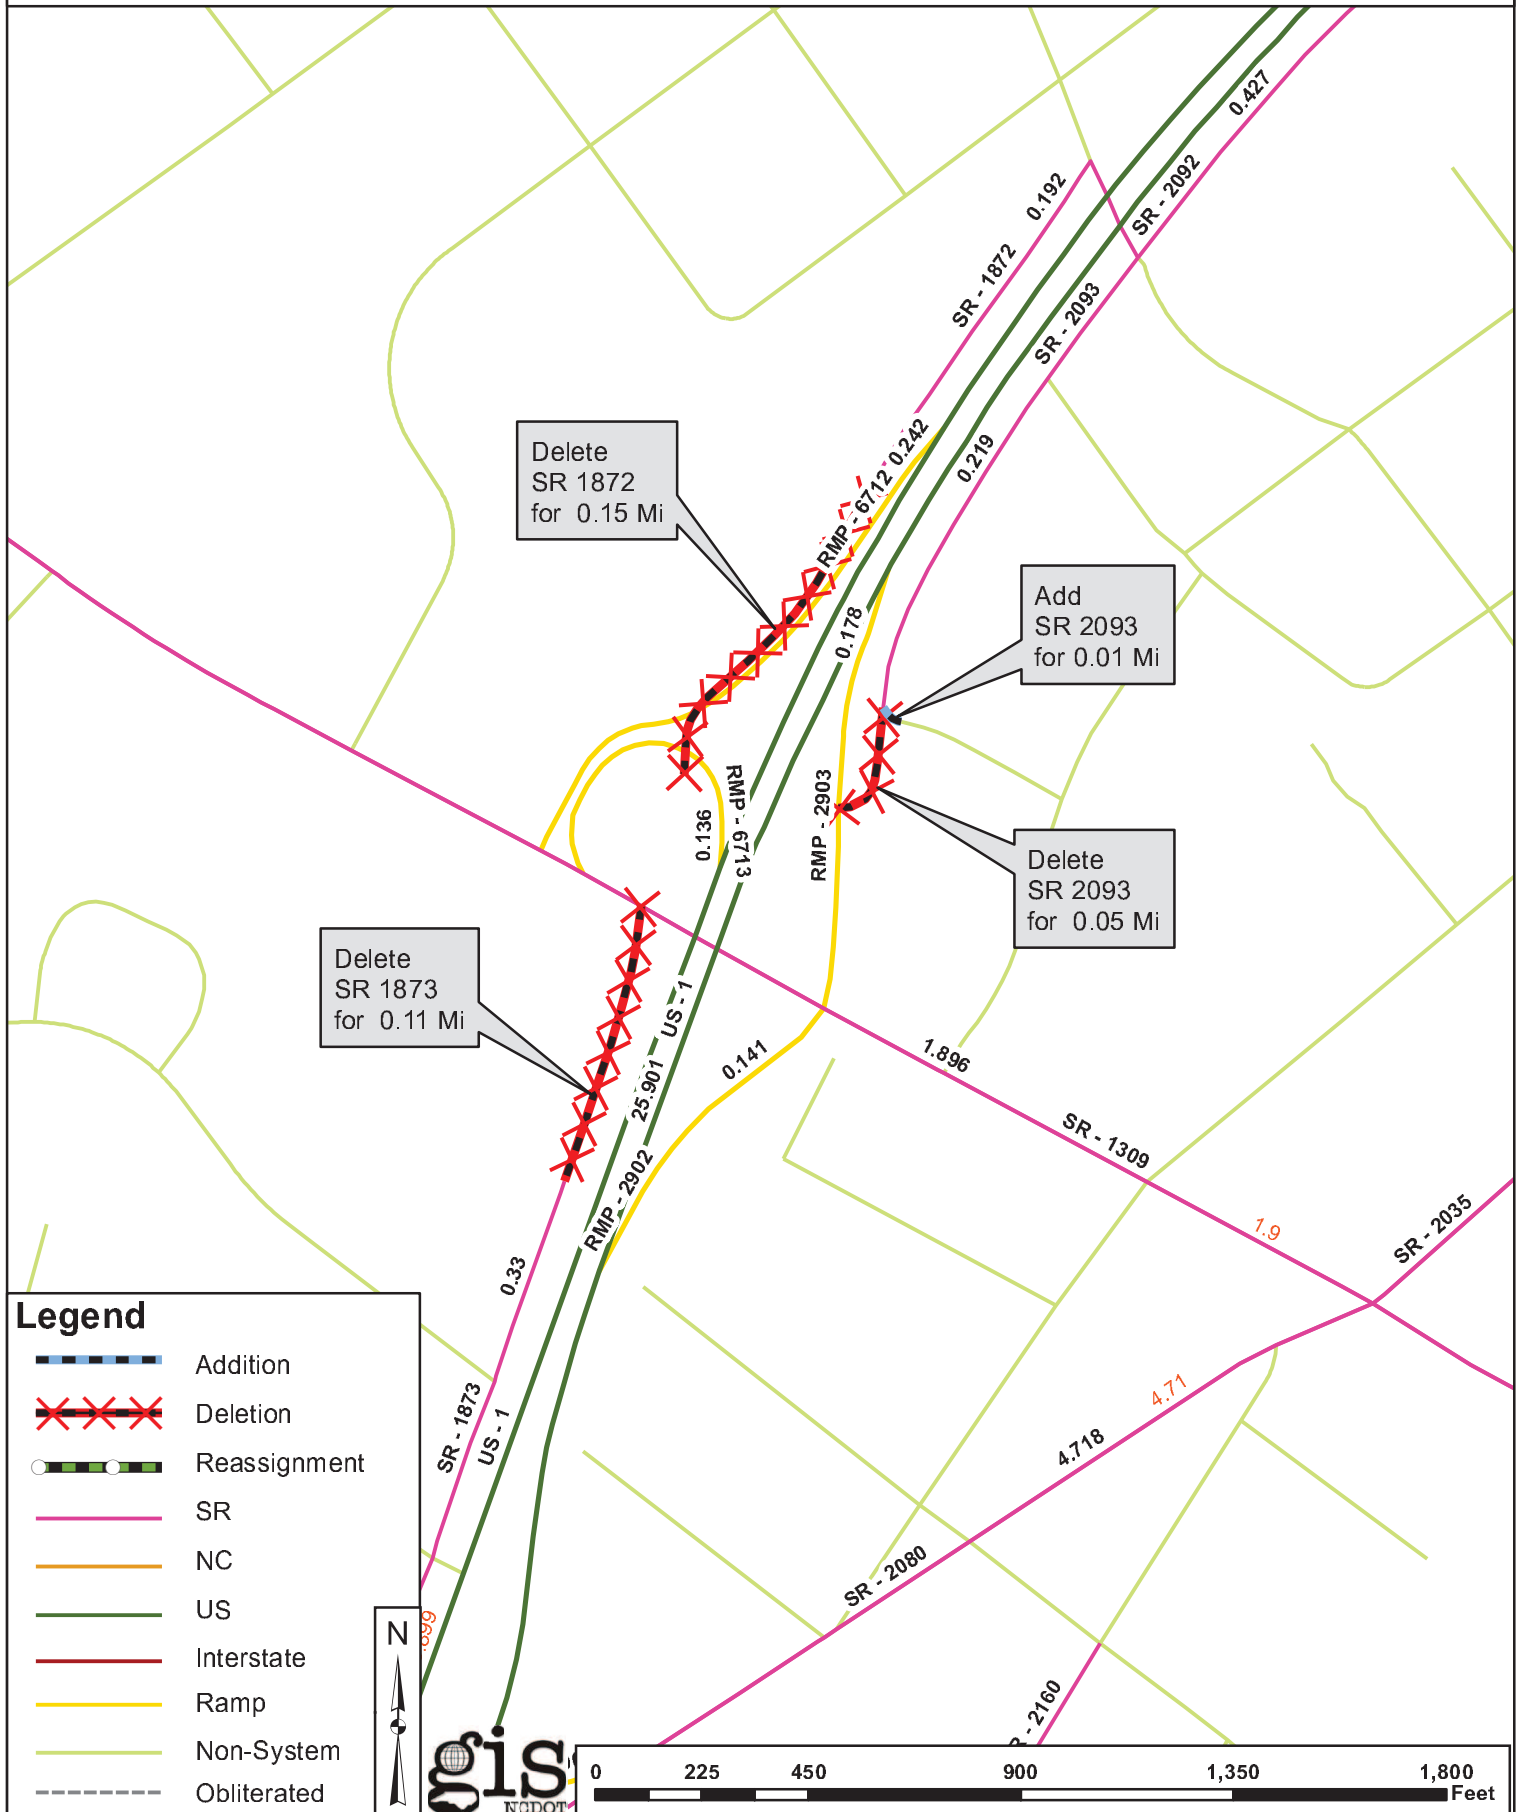 0.427
SR - 2092
0.192
SR - 1872
SR - 2093
0.242
RMP - 6712
0.219
Delete
SR 1872
for 0.15 Mi
Add
SR 2093
for 0.01 Mi
0.178
RMP - 6713
RMP - 2903
0.136
Delete
SR 2093
for 0.05 Mi
Delete
SR 1873
for 0.11 Mi
US - 1
25.901
0.141
1.896
SR - 1309
RMP - 2902
1.9
SR - 2035
0.33
SR - 1873
US - 1
4.71
4.718
SR - 2080
R - 2160
.899
Legend
Addition
Deletion
Reassignment
SR
NC
US
Interstate
Ramp
Non-System
Obliterated
N
gis
NCDOT
0 225 450 900 1,350 1,800
Feet